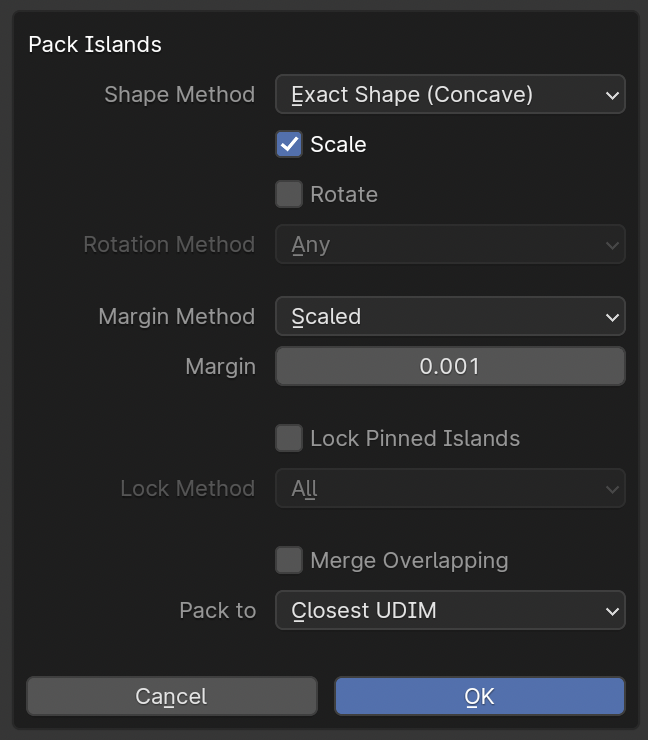 Pack Islands
Shape Method Exact Shape (Concave)
Scale
Rotate
Rotation Method Any
Margin Method Scaled
Margin 0.001
Lock Pinned Islands
Lock Method All
Merge Overlapping
Pack to Closest UDIM
Cancel OK